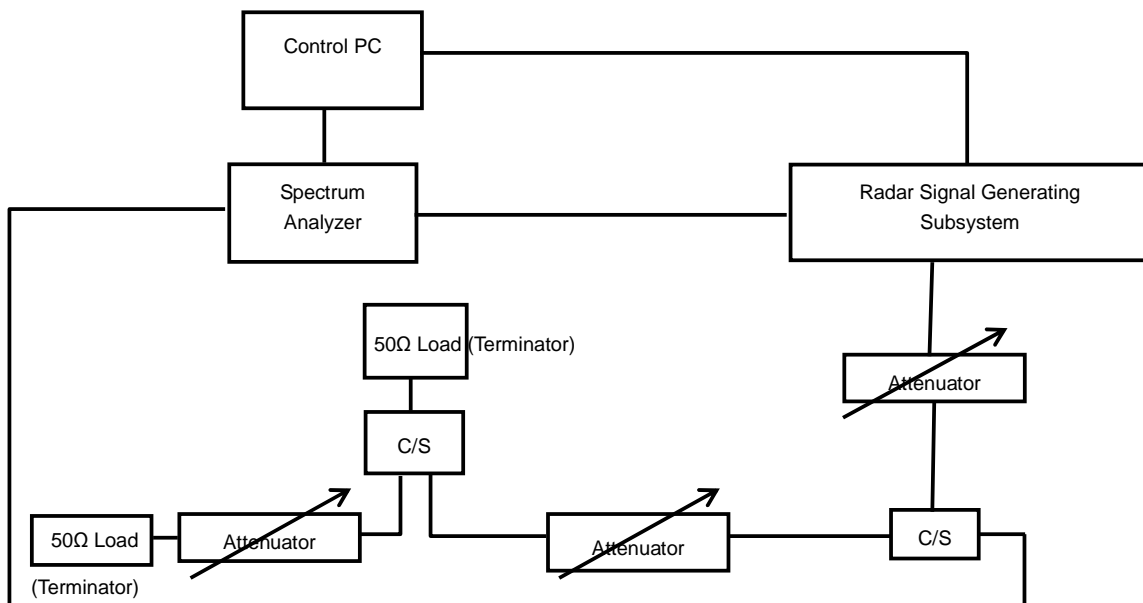 Control PC
Spectrum
Analyzer
Radar Signal Generating
Subsystem
50Ω Load (Terminator)
Attenuator
C/S
50Ω Load
(Terminator)
Attenuator
Attenuator
C/S